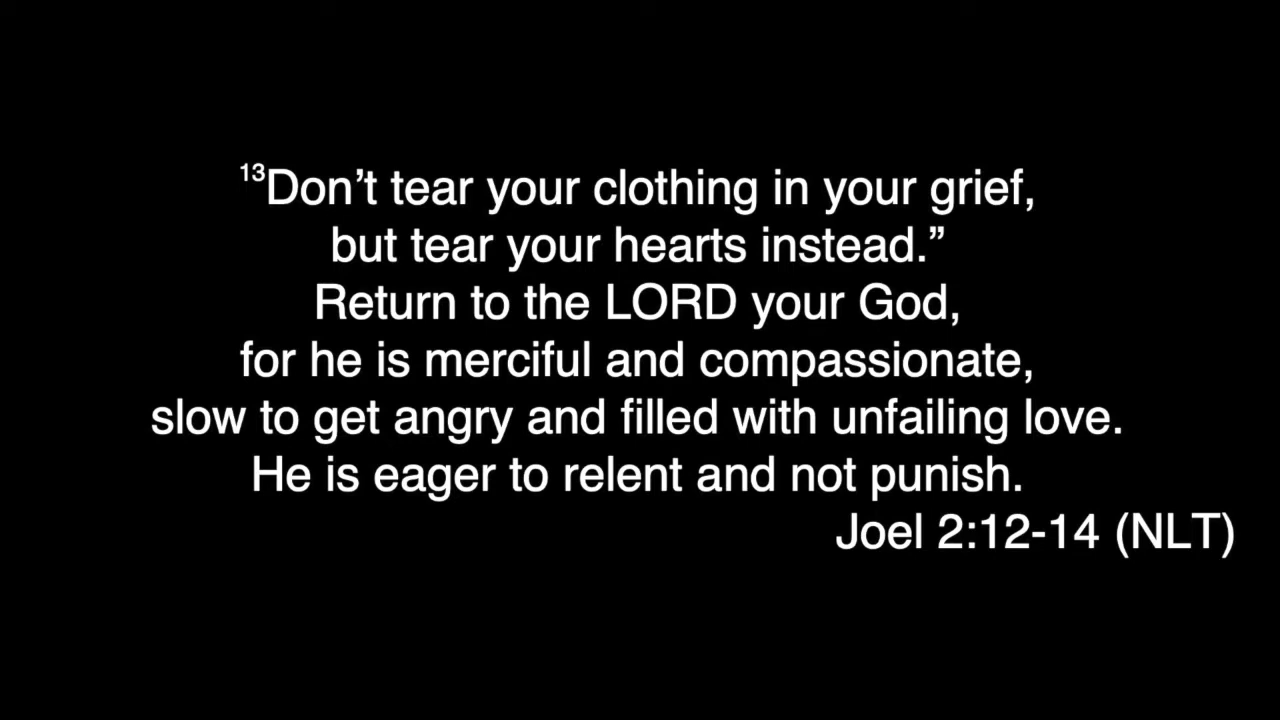 ¹³Don’t tear your clothing in your grief,
but tear your hearts instead.”
Return to the LORD your God,
for he is merciful and compassionate,
slow to get angry and filled with unfailing love.
He is eager to relent and not punish.
Joel 2:12-14 (NLT)